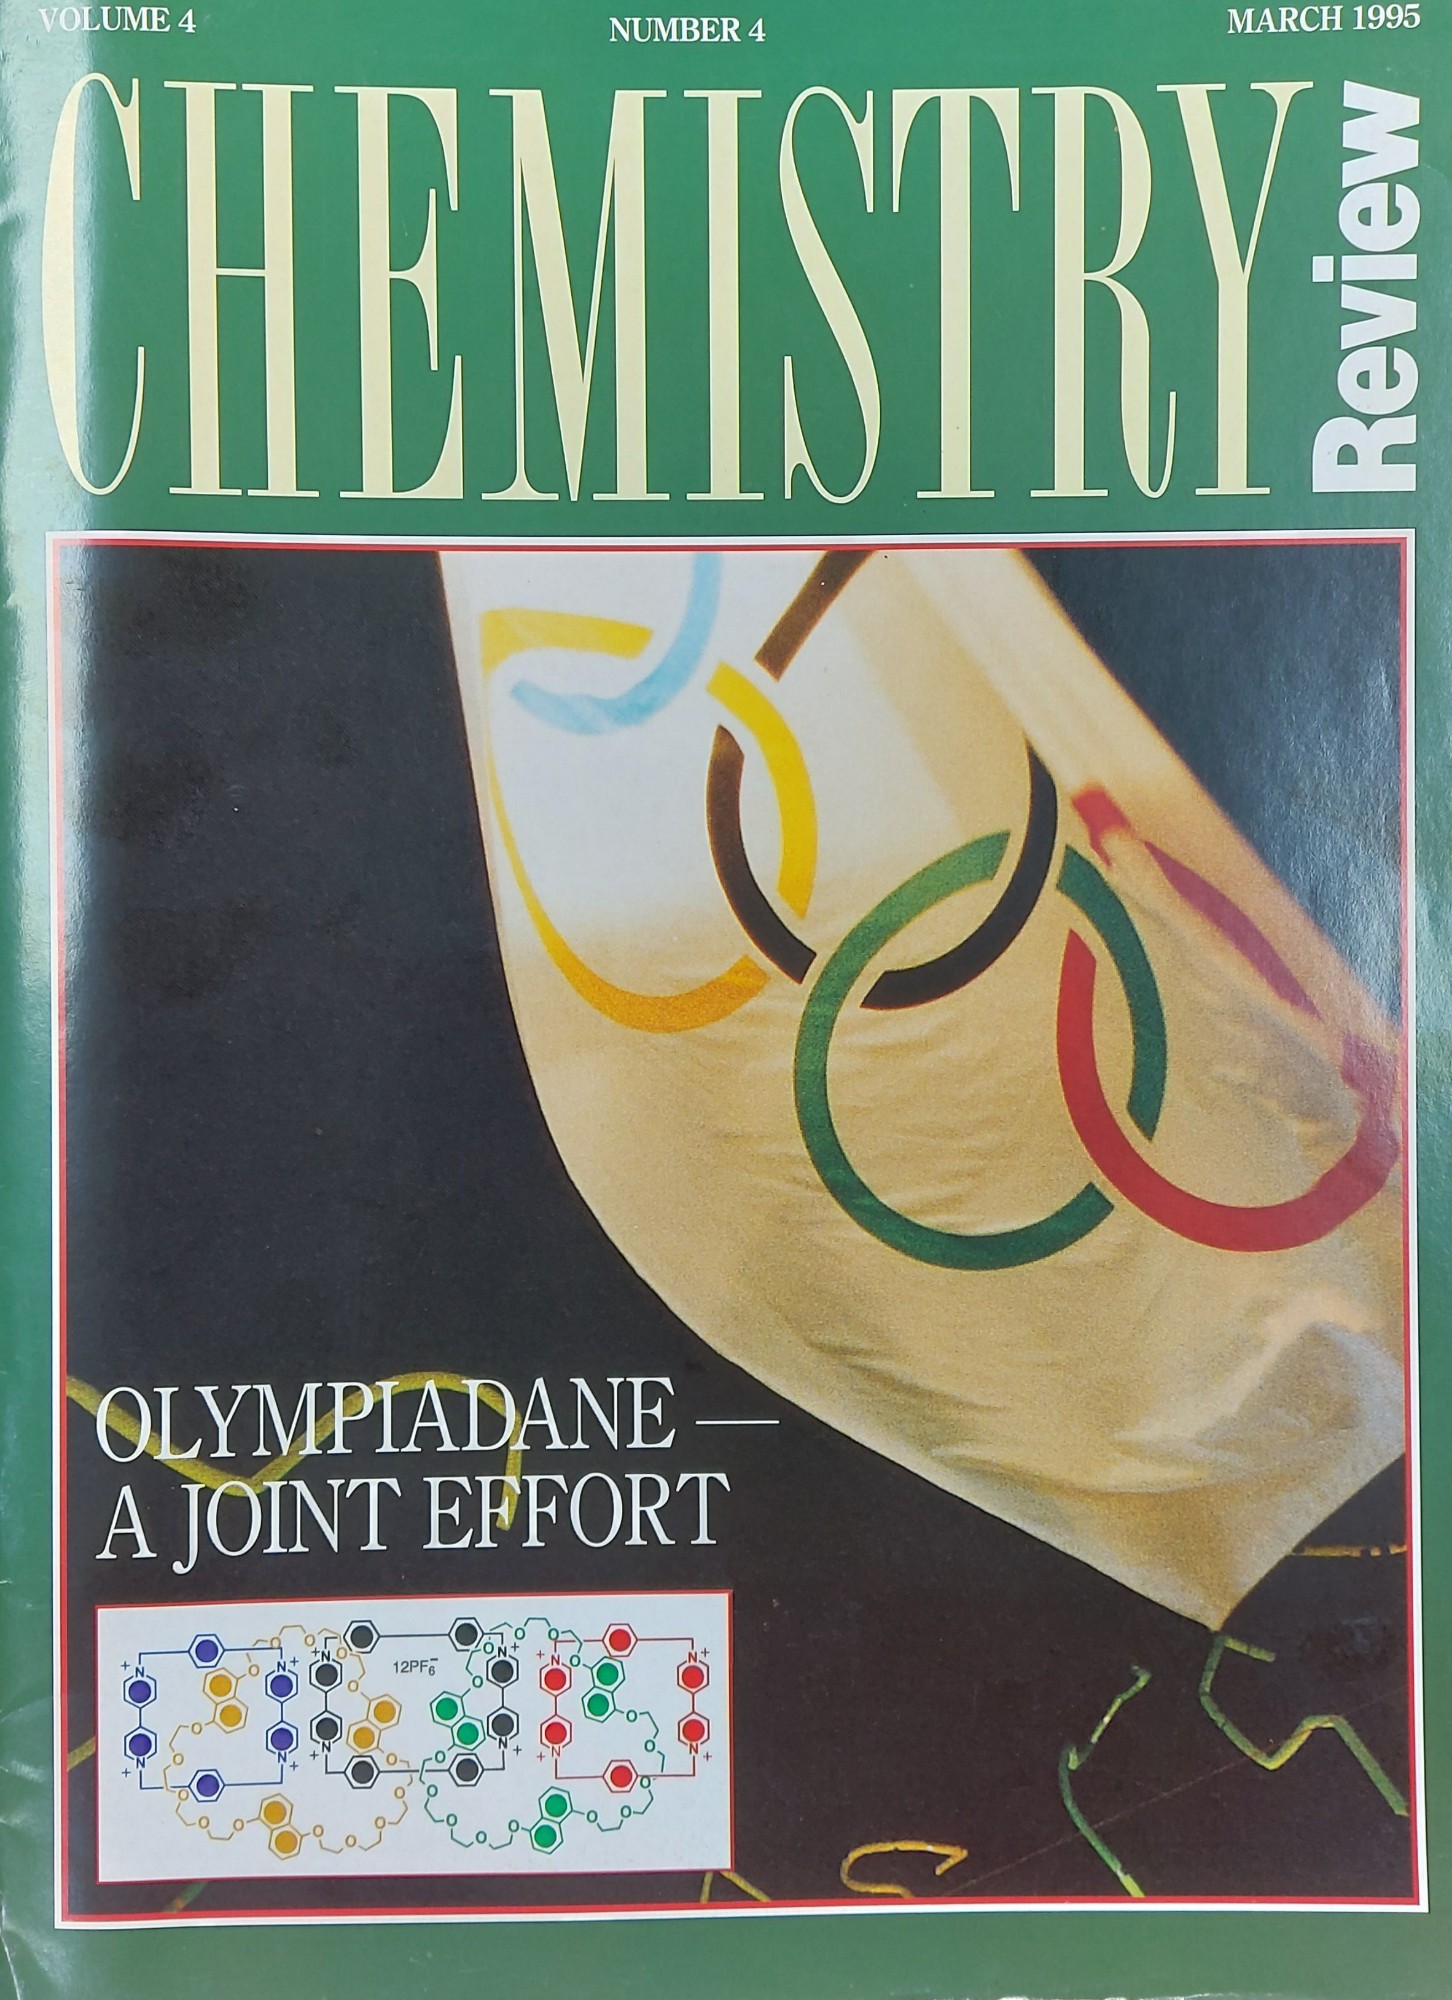 VOLUME 4
NUMBER 4
MARCH 1995
CHEMISTRY
Review
OLYMPIADANE —
A JOINT EFFORT
12PF₆⁻